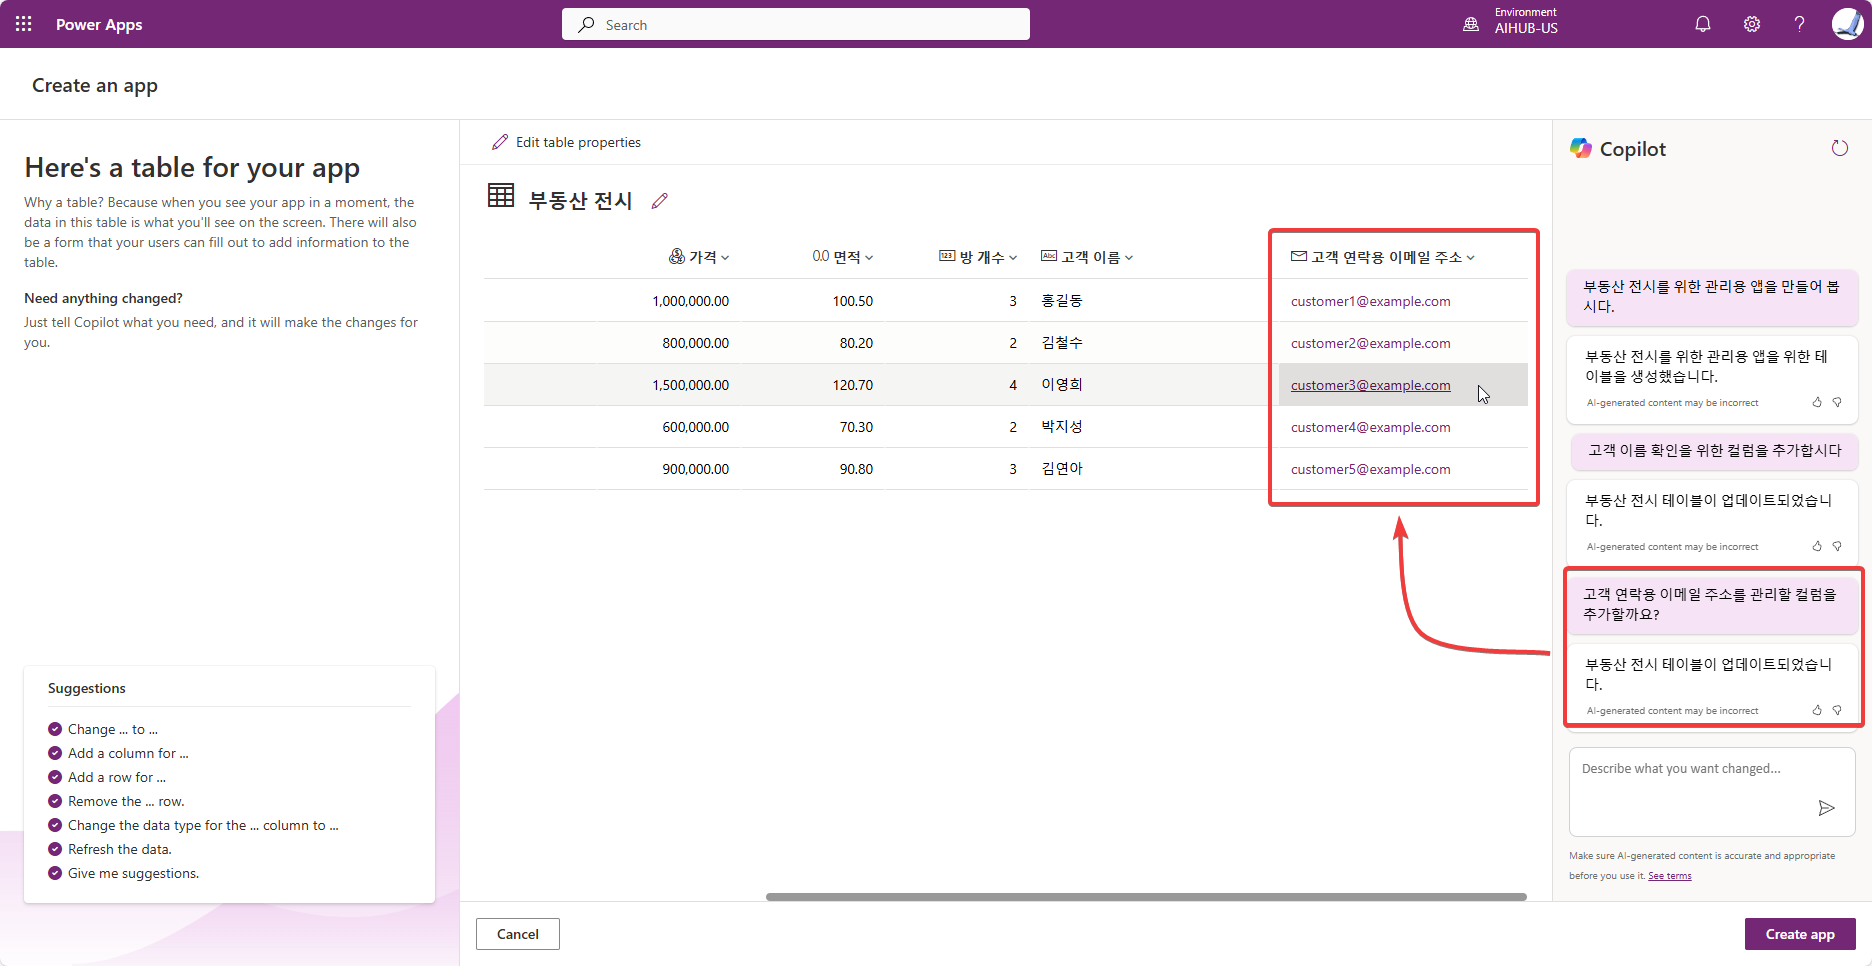 Power Apps
Search
Environment
AIHUB-US
Create an app
Here's a table for your app
Why a table? Because when you see your app in a moment, the
data in this table is what you'll see on the screen. There will also
be a form that your users can fill out to add information to the
table.
Need anything changed?
Just tell Copilot what you need, and it will make the changes for
you.
Suggestions
Change ... to ...
Add a column for ...
Add a row for ...
Remove the ... row.
Change the data type for the ... column to ...
Refresh the data.
Give me suggestions.
Edit table properties
부동산 전시
가격 0.0 면적 123 방 개수 Abc 고객 이름 고객 연락용 이메일 주소
1,000,000.00 100.50 3 홍길동 customer1@example.com
800,000.00 80.20 2 김철수 customer2@example.com
1,500,000.00 120.70 4 이영희 customer3@example.com
600,000.00 70.30 2 박지성 customer4@example.com
900,000.00 90.80 3 김연아 customer5@example.com
Cancel
Copilot
부동산 전시를 위한 관리용 앱을 만들어 봅
시다.
부동산 전시를 위한 관리용 앱을 위한 테
이블을 생성했습니다.
AI-generated content may be incorrect
고객 이름 확인을 위한 컬럼을 추가합시다
부동산 전시 테이블이 업데이트되었습니
다.
AI-generated content may be incorrect
고객 연락용 이메일 주소를 관리할 컬럼을
추가할까요?
부동산 전시 테이블이 업데이트되었습니
다.
AI-generated content may be incorrect
Describe what you want changed...
Make sure AI-generated content is accurate and appropriate
before you use it. See terms
Create app